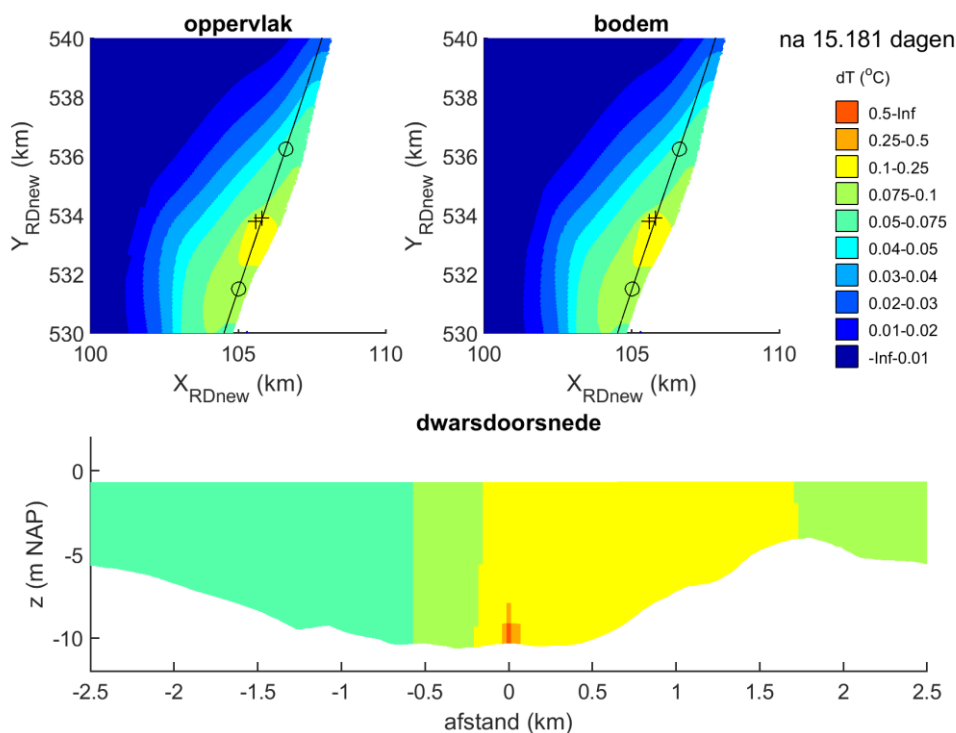 oppervlak
540
538
536
534
532
530
100
105
110
Y_RDnew (km)
X_RDnew (km)
bodem
540
538
536
534
532
530
100
105
110
Y_RDnew (km)
X_RDnew (km)
na 15.181 dagen
dT (°C)
0.5-Inf
0.25-0.5
0.1-0.25
0.075-0.1
0.05-0.075
0.04-0.05
0.03-0.04
0.02-0.03
0.01-0.02
-Inf-0.01
dwarsdoorsnede
0
-5
-10
z (m NAP)
-2.5 -2 -1.5 -1 -0.5 0 0.5 1 1.5 2 2.5
afstand (km)